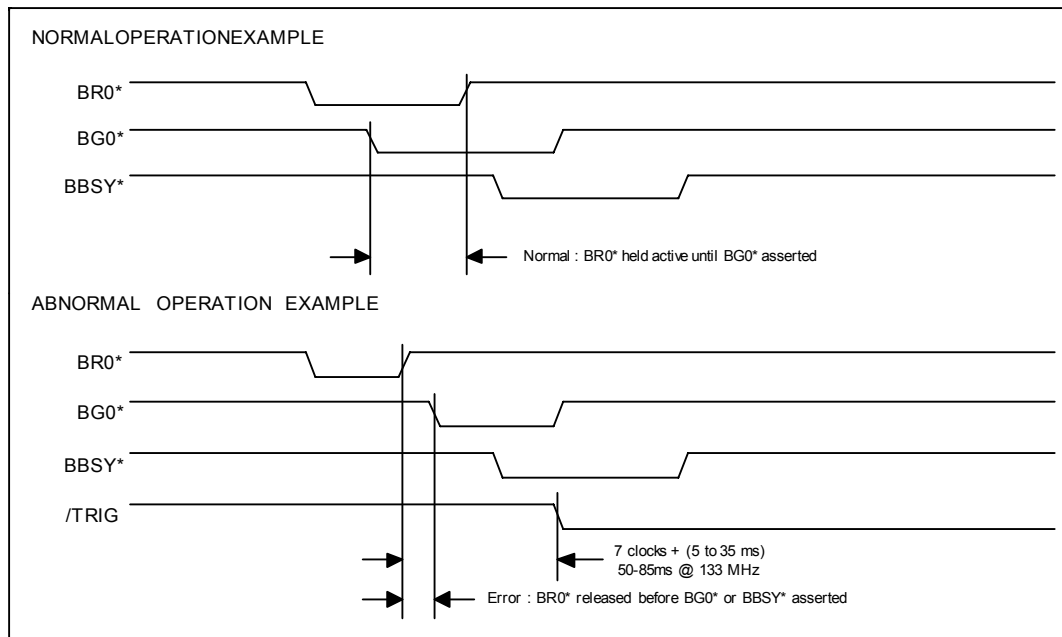 NORMALOPERATIONEXAMPLE
BR0*
BG0*
BBSY*
Normal : BR0* held active until BG0* asserted
ABNORMAL OPERATION EXAMPLE
BR0*
BG0*
BBSY*
/TRIG
7 clocks + (5 to 35 ms)
50-85ms @ 133 MHz
Error : BR0* released before BG0* or BBSY* asserted